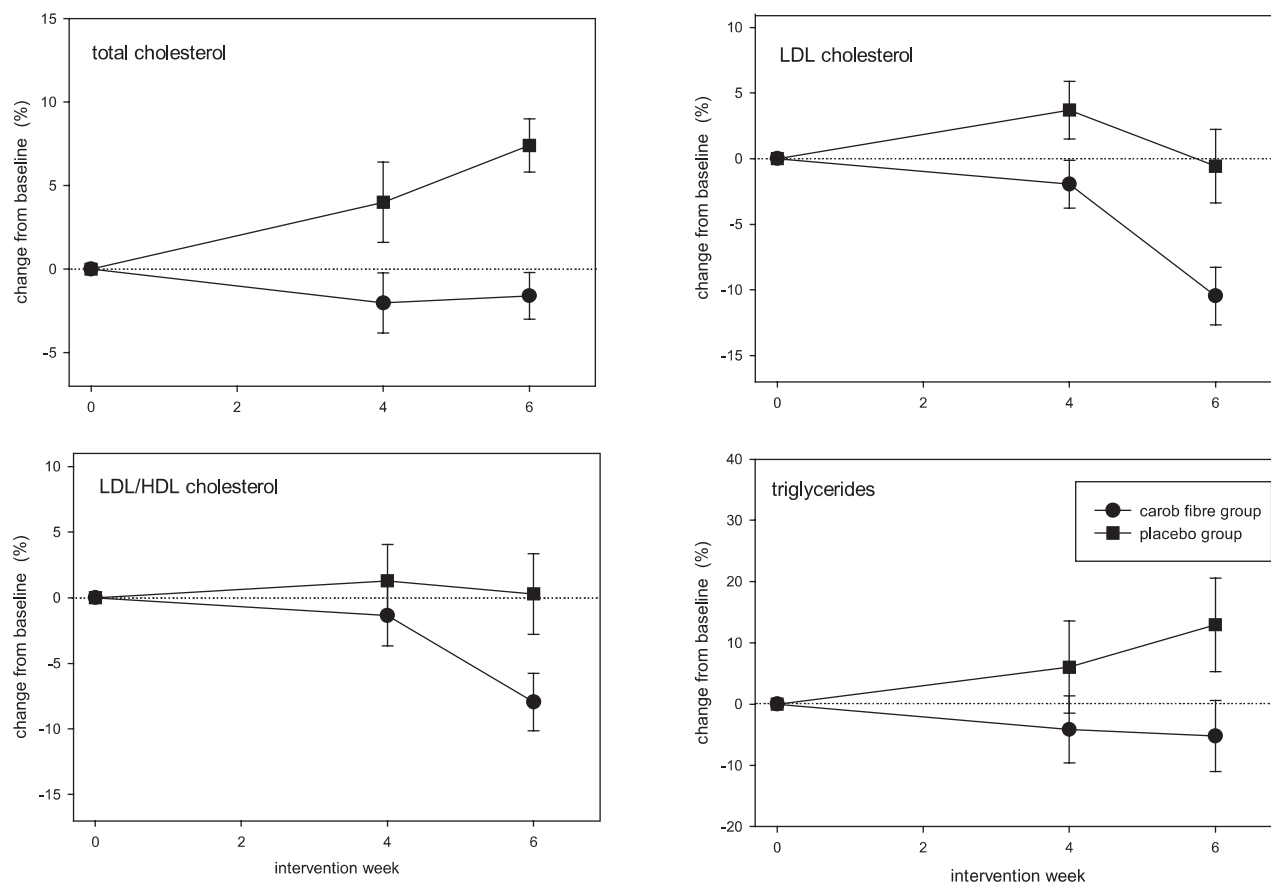 total cholesterol
change from baseline (%)
15
10
5
0
-5
0 2 4 6
LDL cholesterol
change from baseline (%)
10
5
0
-5
-10
-15
0 2 4 6
LDL/HDL cholesterol
change from baseline (%)
10
5
0
-5
-10
-15
0 2 4 6
intervention week
triglycerides
carob fibre group
placebo group
change from baseline (%)
40
30
20
10
0
-10
-20
0 2 4 6
intervention week